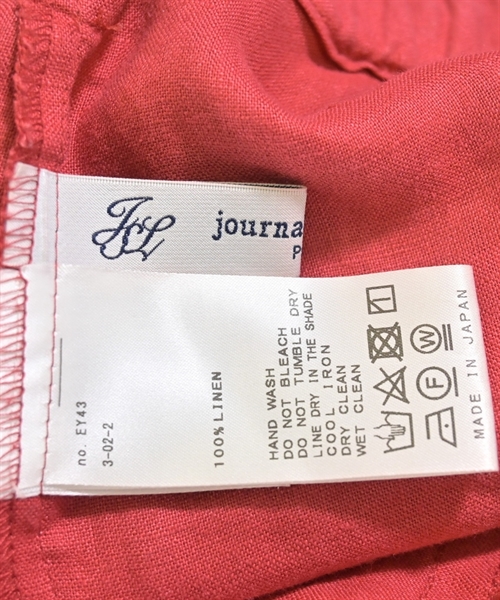 JSL
journa
P
no. EY43
3-02-2
100%LINEN
HAND WASH
DO NOT BLEACH
DO NOT TUMBLE DRY
LINE DRY IN THE SHADE
COOL IRON
DRY CLEAN
WET CLEAN
F
W
MADE IN JAPAN